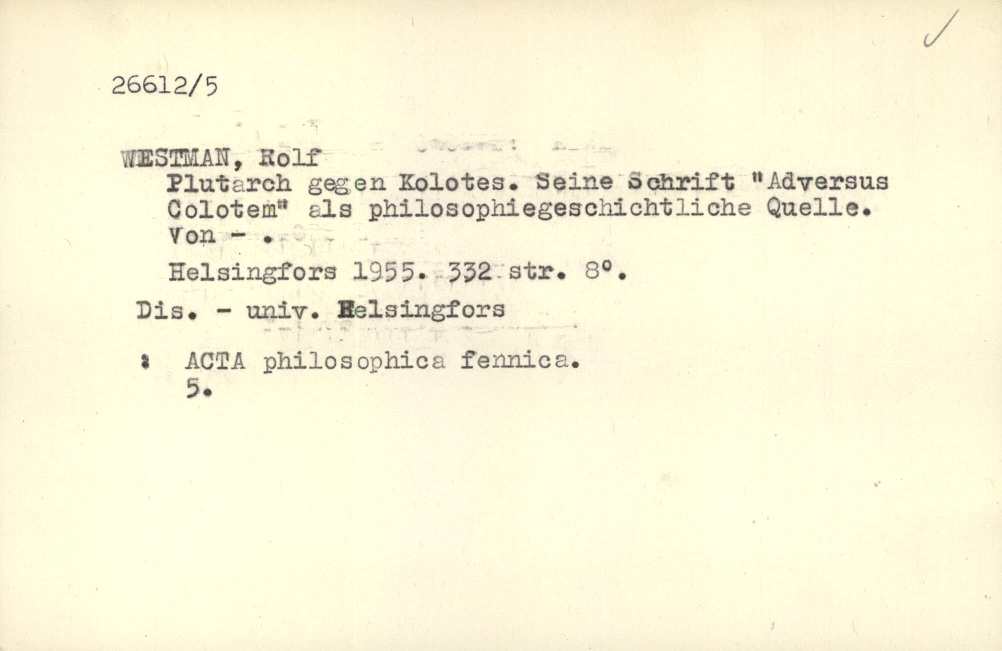 26612/5
WESTMAN, Rolf
Plutarch gegen Kolotes. Seine Schrift "Adversus
Colotem" als philosophiegeschichtliche Quelle.
Von - .
Helsingfors 1955. 332 str. 8°.
Dis. - univ. Helsingfors
: ACTA philosophica fennica.
5.